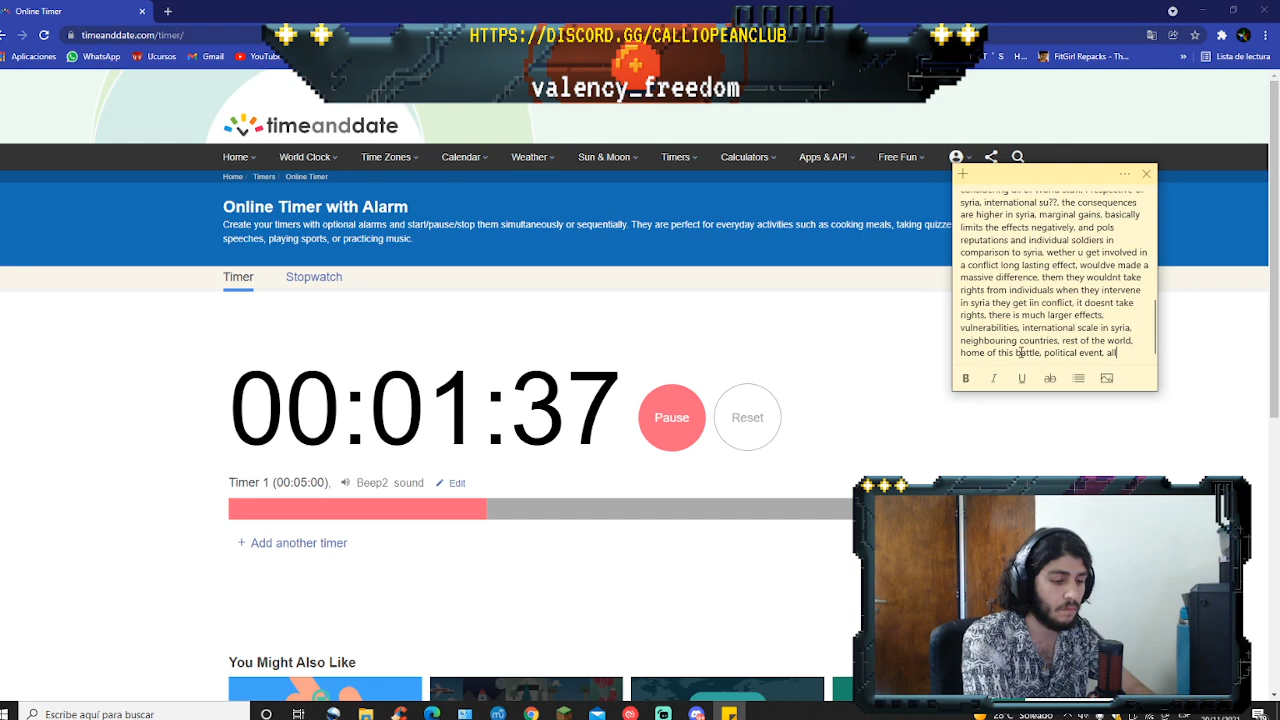 Online Timer
timeanddate.com/timer/
HTTPS://DISCORD.GG/CALLIOPEANCLUB
Aplicaciones
WhatsApp
Ucursos
Gmail
YouTube
valency_freedom
FitGirl Repacks - Th...
»
Lista de lectura
timeanddate
Home
World Clock
Time Zones
Calendar
Weather
Sun & Moon
Timers
Calculators
Apps & API
Free Fun
Home / Timers / Online Timer
Online Timer with Alarm
Create your timers with optional alarms and start/pause/stop them simultaneously or sequentially. They are perfect for everyday activities such as cooking meals, taking quizze
speeches, playing sports, or practicing music.
Timer
Stopwatch
syria, international su??, the consequences
are higher in syria, marginal gains, basically
limits the effects negatively, and pols
reputations and individual soldiers in
comparison to syria, wether u get involved in
a conflict long lasting effect, wouldve made a
massive difference, them they wouldnt take
rights from individuals when they intervene
in syria they get iin conflict, it doesnt take
rights, there is much larger effects,
vulnerabilities, international scale in syria,
neighbouring countries, rest of the world,
home of this battle, political event, all
B I U ab
00:01:37
Pause
Reset
Timer 1 (00:05:00),
Beep2 sound
Edit
+ Add another timer
You Might Also Like
Escribe aquí para buscar